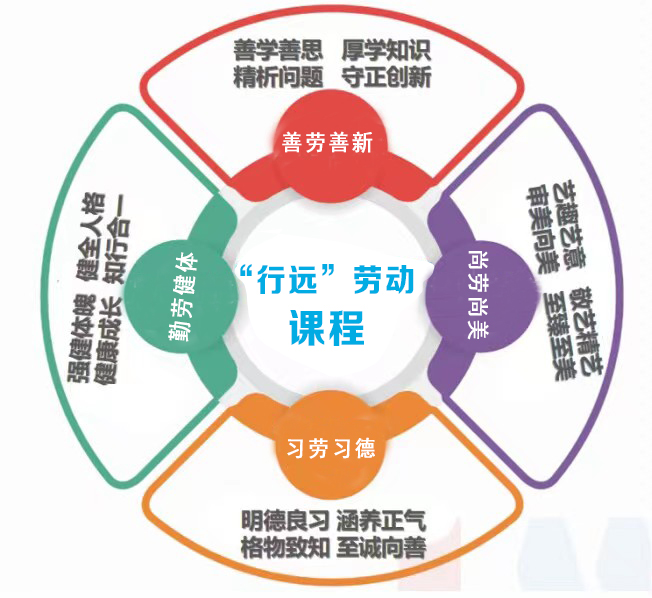 善学善思 厚学知识
精析问题 守正创新
善劳善新
强健体魄 健全人格
健康成长 知行合一
勤劳健体
“行远”劳动
课程
尚劳尚美
艺趣艺意 敏艺精艺
审美向美 至臻至美
习劳习德
明德良习 涵养正气
格物致知 至诚向善